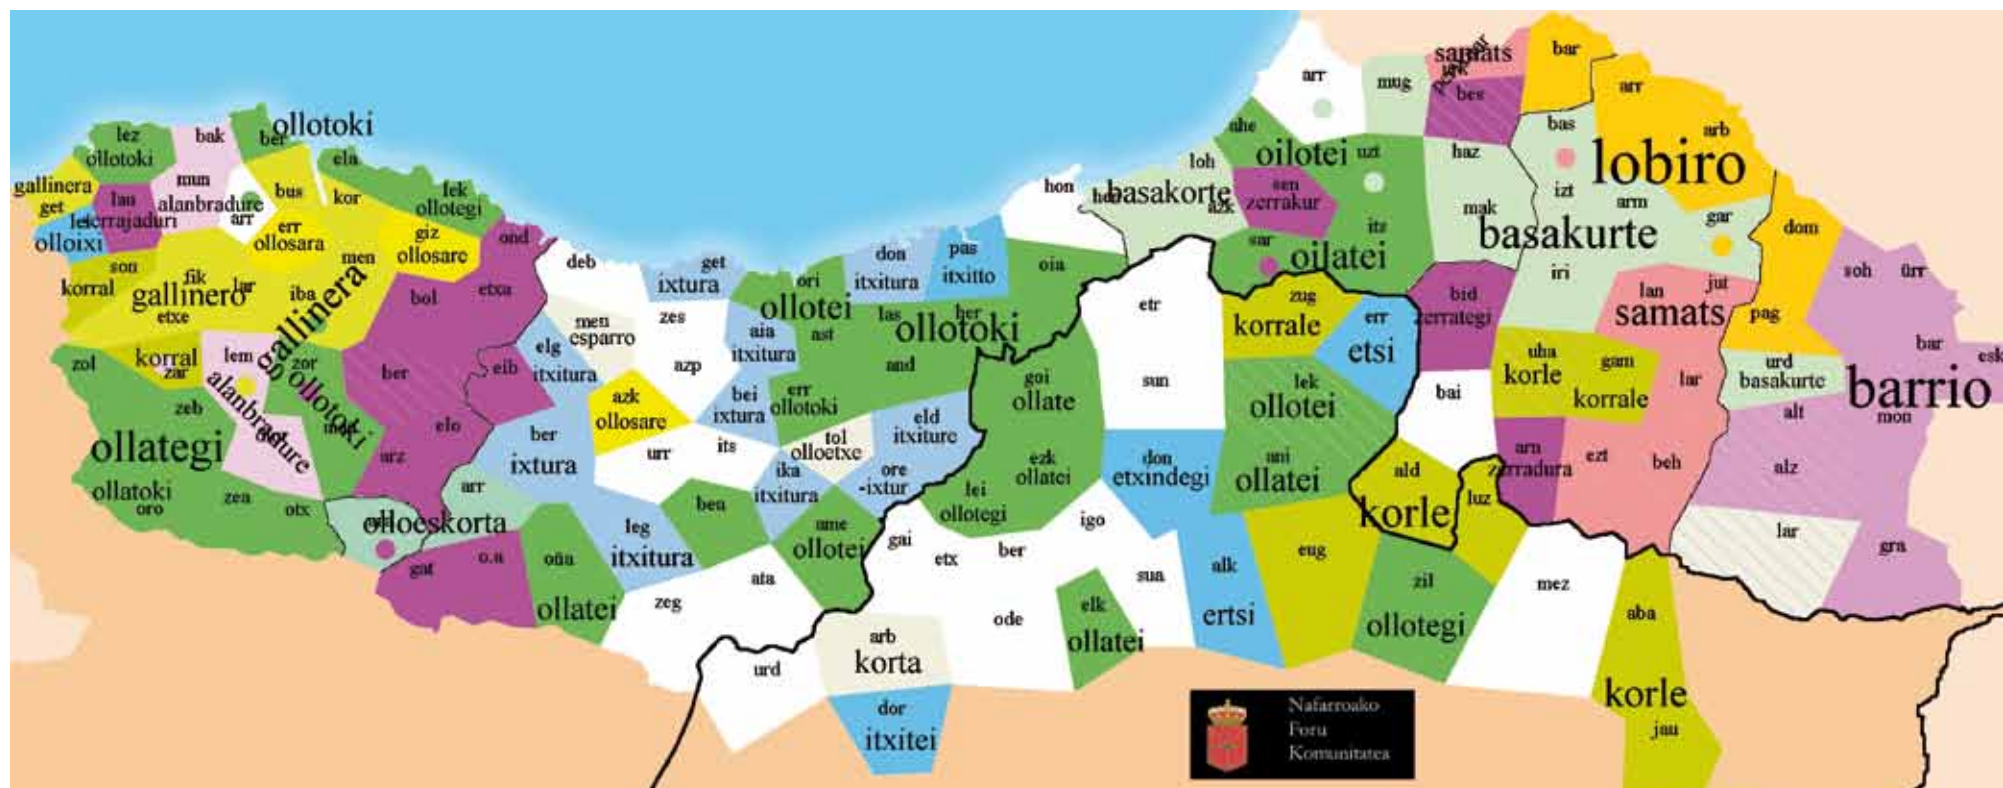 lez
ollotoki
bak
ber
ollotoki
ela
gallinera
get
lau
mun
alanbradure
arr
bus
kor
lek
ollotegi
olloixi
err
ollosara
giz
ollosare
ond
son
korral
fik
lar
gallinero
etxe
iba
men
gallinera
bol
etxa
zol
korral
zar
lem
alanbradure
zor
ollotoki
ber
eib
zeb
ollategi
elo
arz
ollatoki
oro
zea
otx
arr
olloeskorta
gat
o.a
oña
ollatei
deb
get
ixtura
men
esparro
zes
elg
itxitura
aia
itxitura
azp
azk
ollosare
bei
ixtura
ber
ixtura
urr
its
leg
itxitura
ben
zeg
ata
ori
ollotei
ast
don
itxitura
pas
itxitto
las
her
ollotoki
and
err
ollotoki
eld
itxiture
tol
olloetxe
ika
itxitura
ore
-ixtur
ame
ollotei
hon
oia
goi
ollate
ezk
ollatei
lei
ollotegi
gai
etx
ber
igo
sua
ode
elk
ollatei
urd
arb
korta
dor
itxitei
loh
basakorte
azk
ahe
oilotei
uzt
sen
zerrakur
sar
oilatei
its
arr
mug
samats
bes
bar
arr
arb
lobiro
bas
haz
izt
arm
mak
basakurte
gar
iri
dom
soh
ürr
etr
sun
zug
korrale
err
etsi
lek
ollotei
ani
ollatei
don
etxindegi
alk
ertsi
eug
bid
zerrategi
bai
ald
korle
luz
lan
jut
samats
pag
uha
korle
gam
korrale
lar
arn
zerradura
ezt
beh
urd
basakurte
bar
esk
barrio
mon
alt
alz
lar
gra
zil
ollotegi
mez
aba
korle
jau
Nafarroako
Foru
Komunitatea